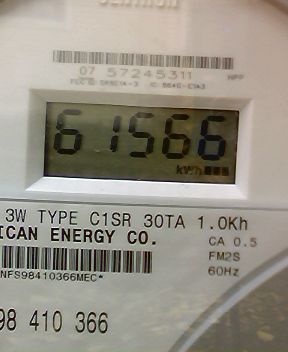 07 57245311 HPP
61566
kWh
3W TYPE C1SR 30TA 1.0Kh
ICAN ENERGY CO.
CA 0.5
FM2S
60Hz
NFS98410366MEC*
98 410 366